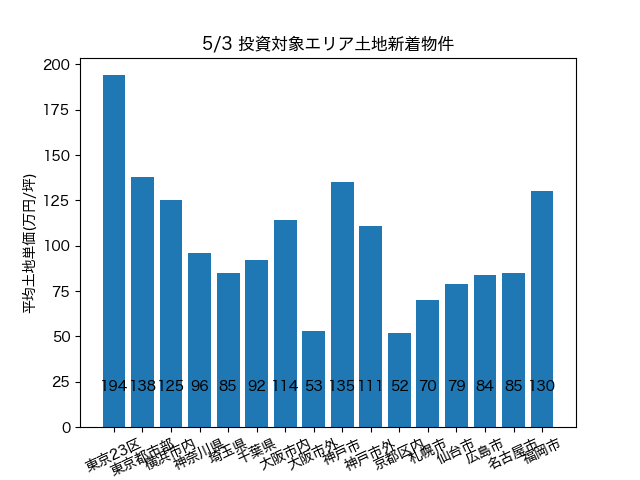 5/3 投資対象エリア土地新着物件
平均土地単価(万円/坪)
200
175
150
125
100
75
50
25
0
194 138 125 96 85 92 114 53 135 111 52 70 79 84 85 130
東京23区 東京都市部 横浜市内 神奈川県 埼玉県 千葉県 大阪市内 大阪市外 神戸市 神戸市外 京都区内 札幌市 仙台市 広島市 名古屋市 福岡市